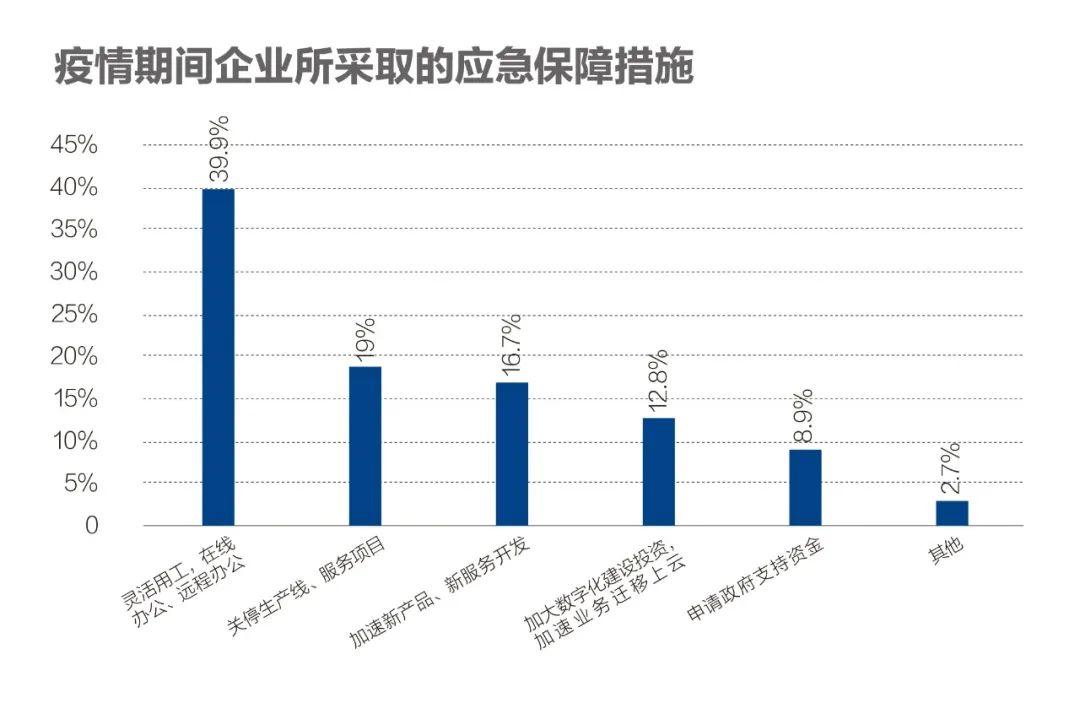 疫情期间企业所采取的应急保障措施
45%
40%
35%
30%
25%
20%
15%
10%
5%
0
39.9%
19%
16.7%
12.8%
8.9%
2.7%
灵活用工，在线
办公、远程办公
关停生产线、服务项目
加速新产品、新服务开发
加大数字化建设投资，
加速业务迁移上云
申请政府支持资金
其他